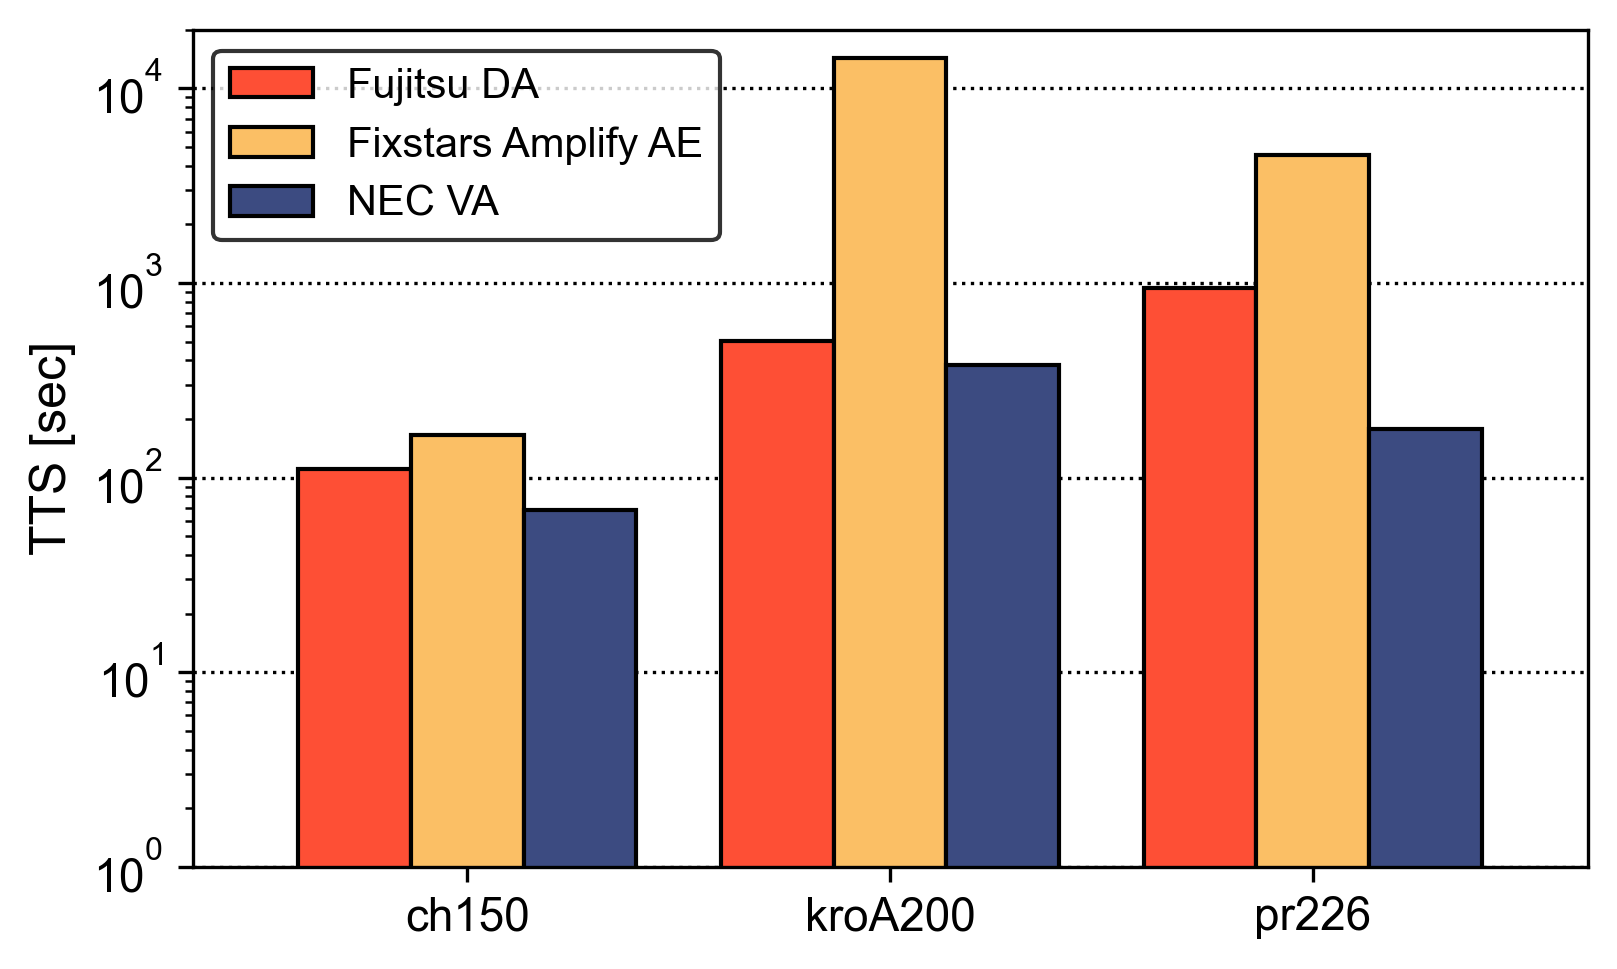 Fujitsu DA
Fixstars Amplify AE
NEC VA
TTS [sec]
10^4
10^3
10^2
10^1
10^0
ch150 kroA200 pr226